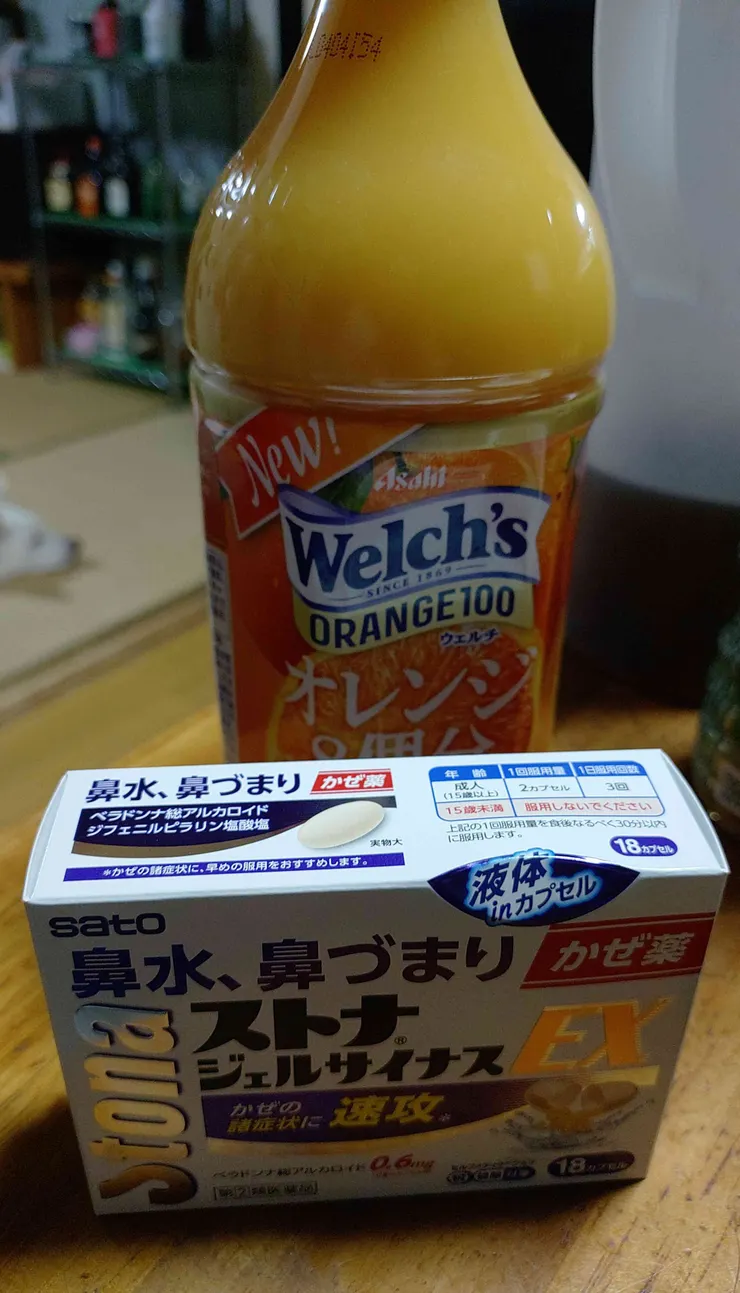 New!
Asahi
Welch's
SINCE 1869
ORANGE100
ウェルチ
オレンジ
鼻水、鼻づまり かぜ薬
ベラドンナ総アルカロイド
ジフェニルピラリン塩酸塩
実物大
*かぜの諸症状に、早めの服用をおすすめします。
年 齢 1回服用量 1日服用回数
成人 (15歳以上) 2カプセル 3回
15歳未満 服用しないでください
上記の1回服用量を食後なるべく30分以内
に服用します。
18カプセル
液体
inカプセル
sato
鼻水、鼻づまり かぜ薬
stona
ストナ®
ジェルサイナス EX
かぜの
諸症状に 速攻*
ベラドンナ総アルカロイド 0.6mg
第②類医薬品
18カプセル